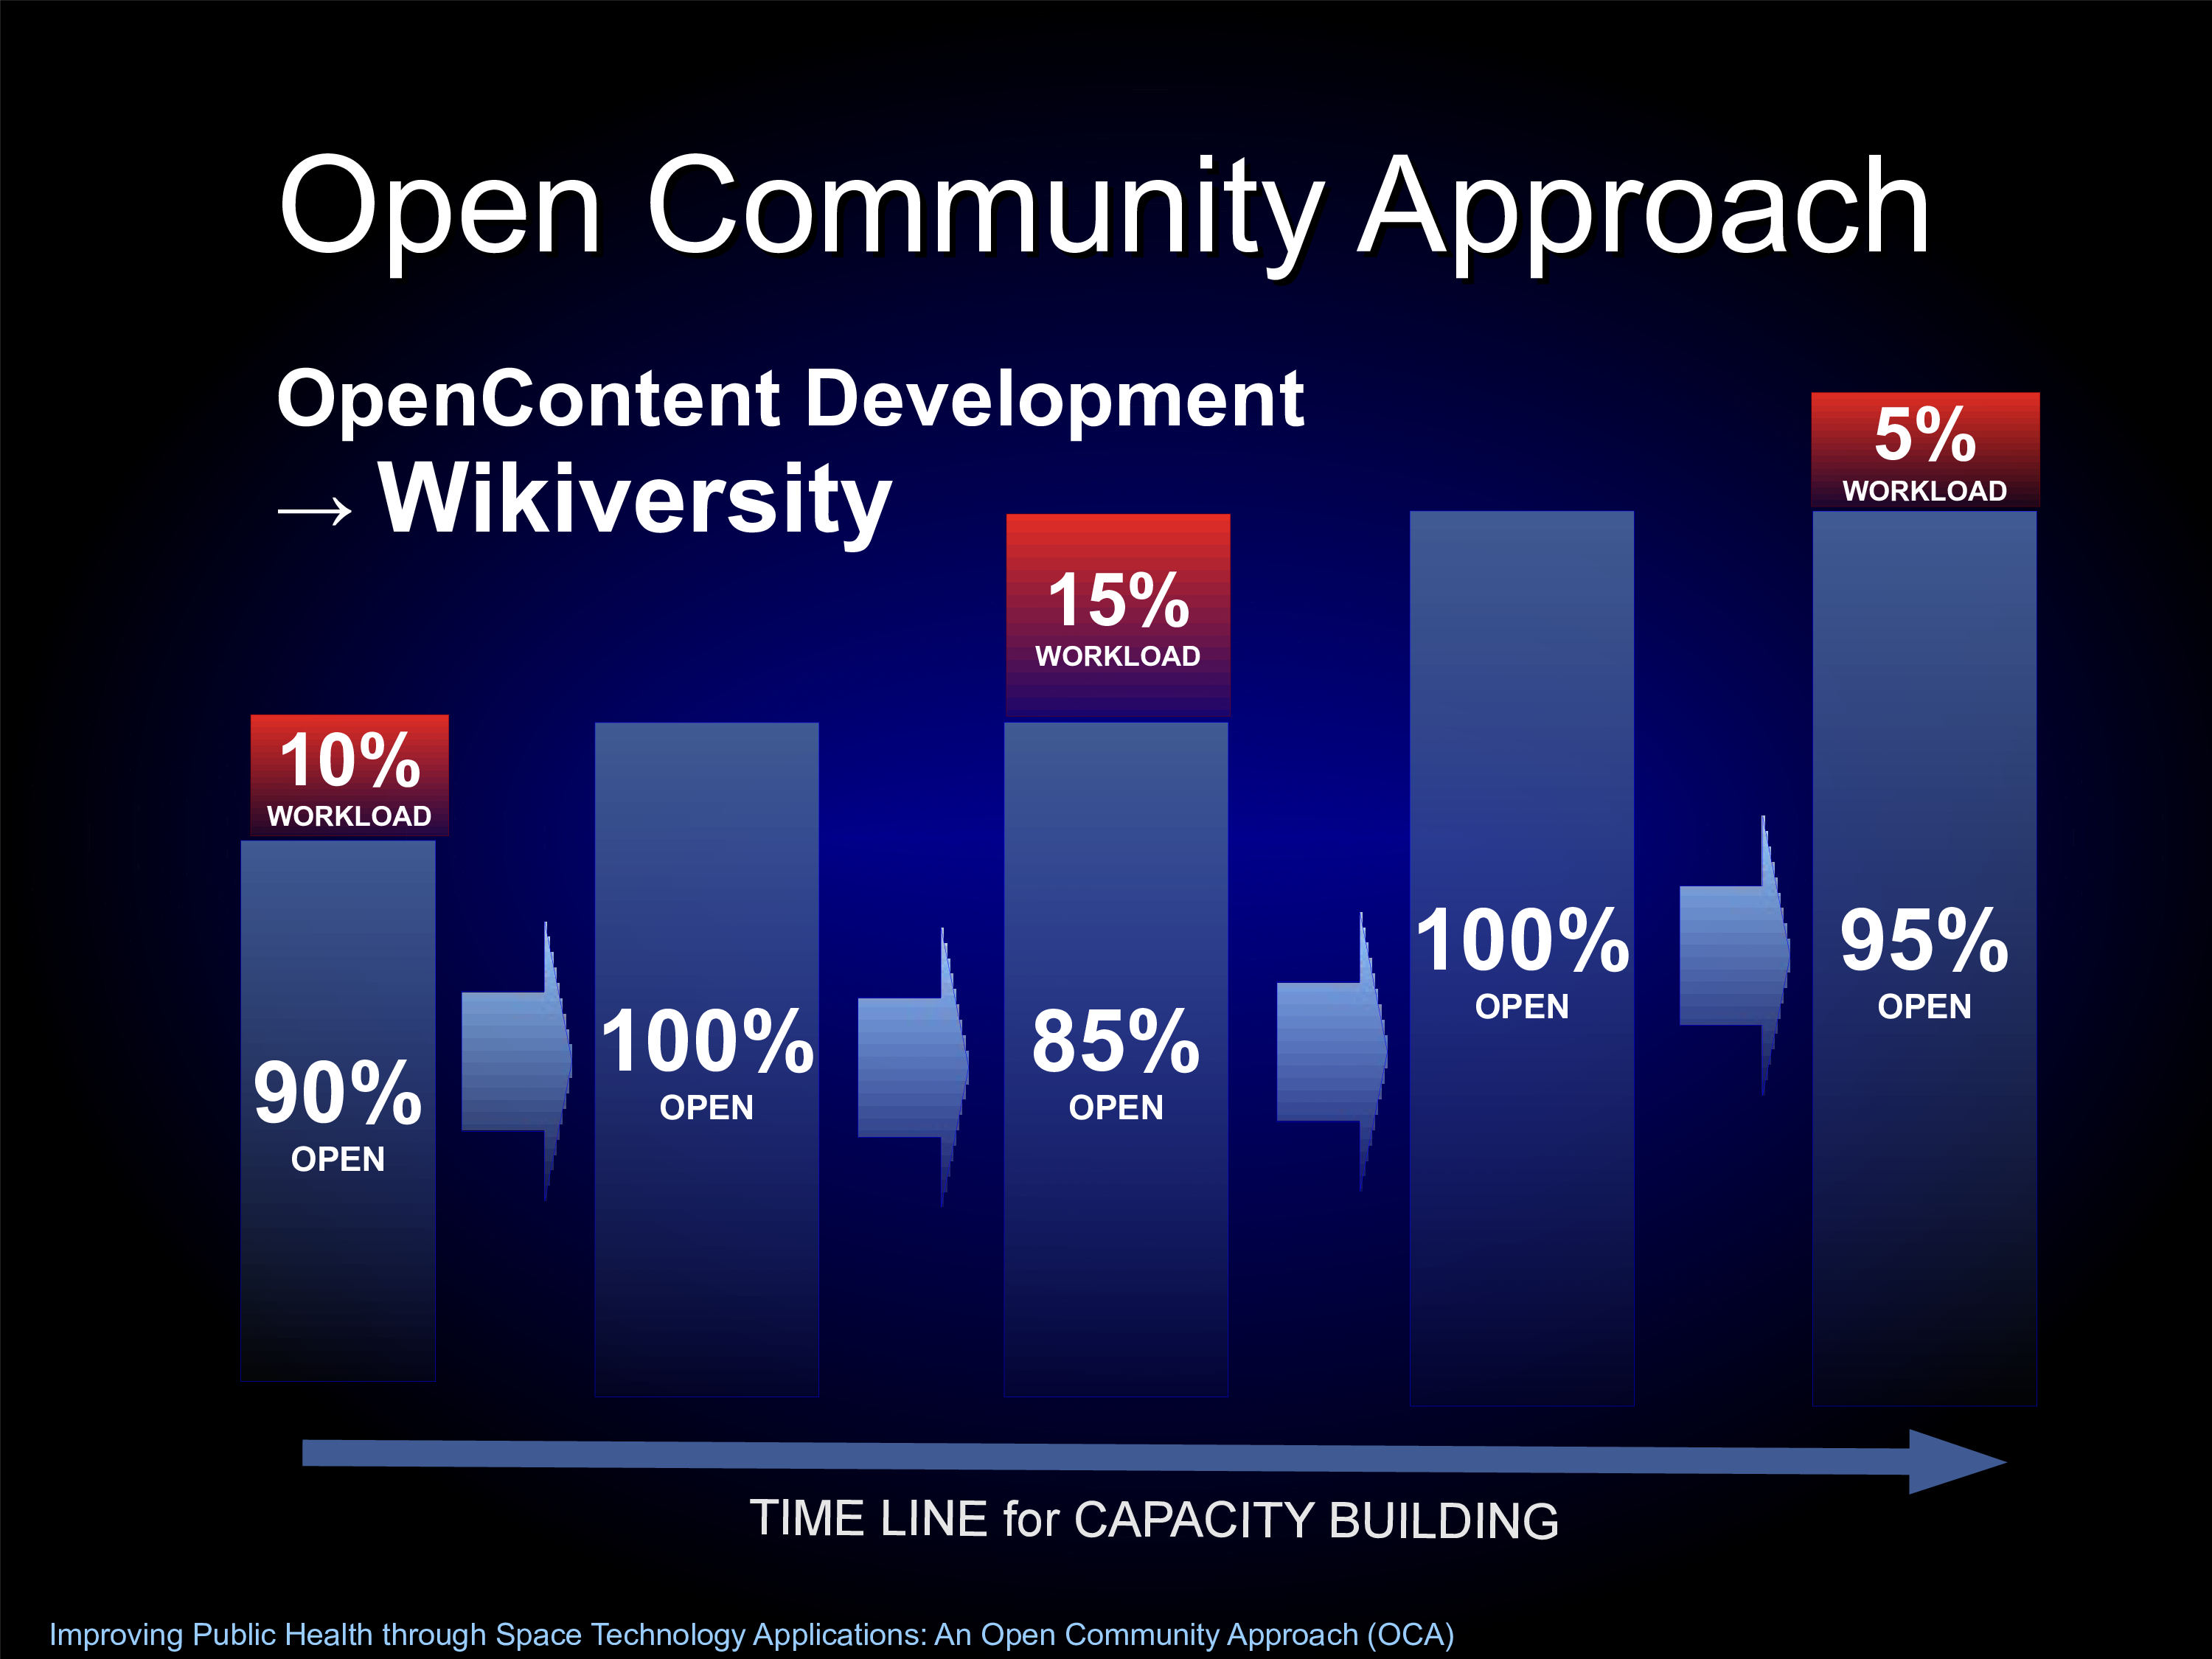 Open Community Approach
OpenContent Development
→ Wikiversity
10%
WORKLOAD
90%
OPEN
100%
OPEN
15%
WORKLOAD
85%
OPEN
100%
OPEN
5%
WORKLOAD
95%
OPEN
TIME LINE for CAPACITY BUILDING
Improving Public Health through Space Technology Applications: An Open Community Approach (OCA)